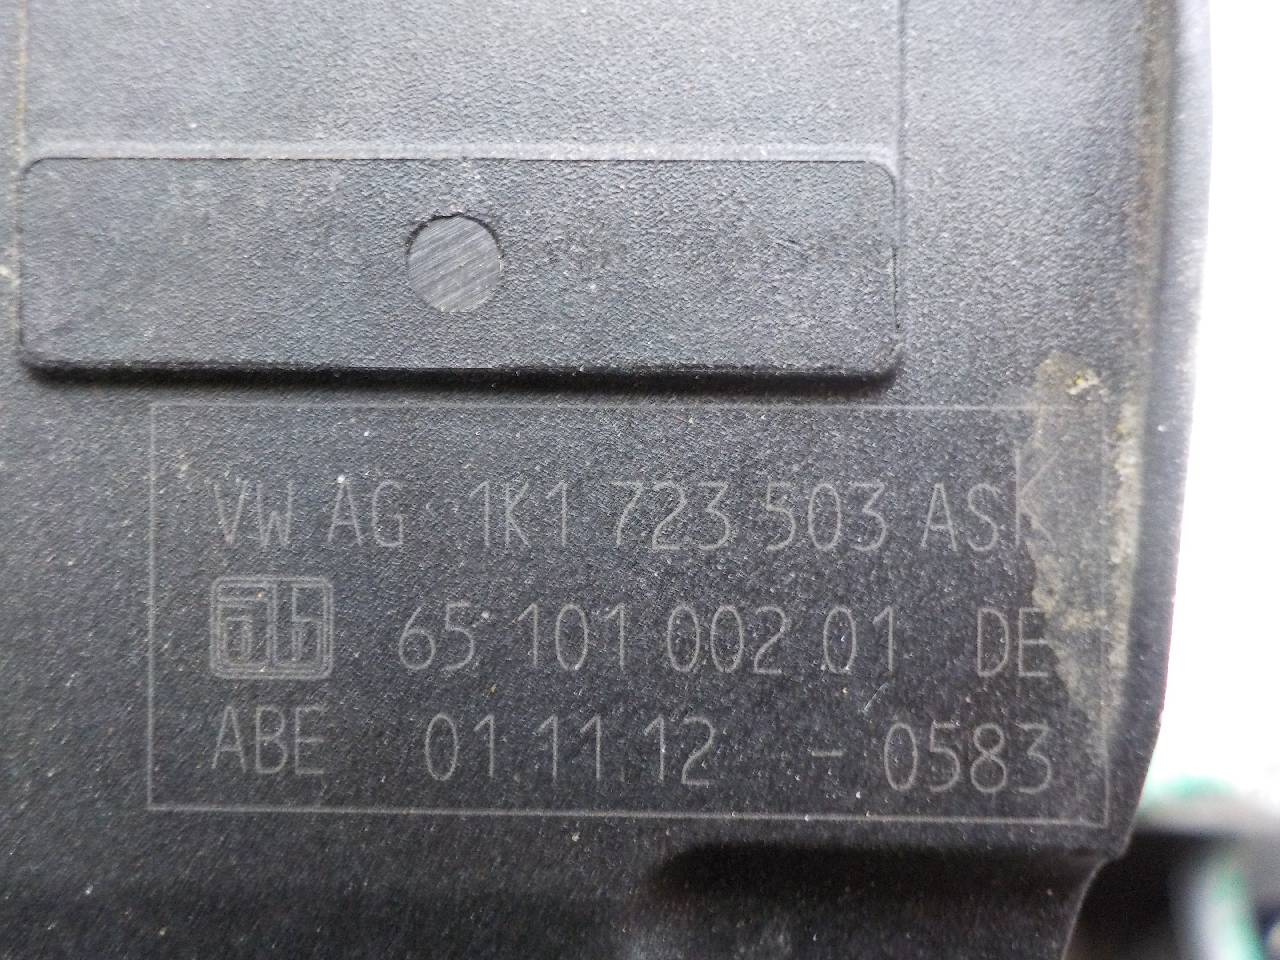 VW AG 1K1 723 503 ASK
65 101 002 01 DE
ABE 01.11.12 - 0583